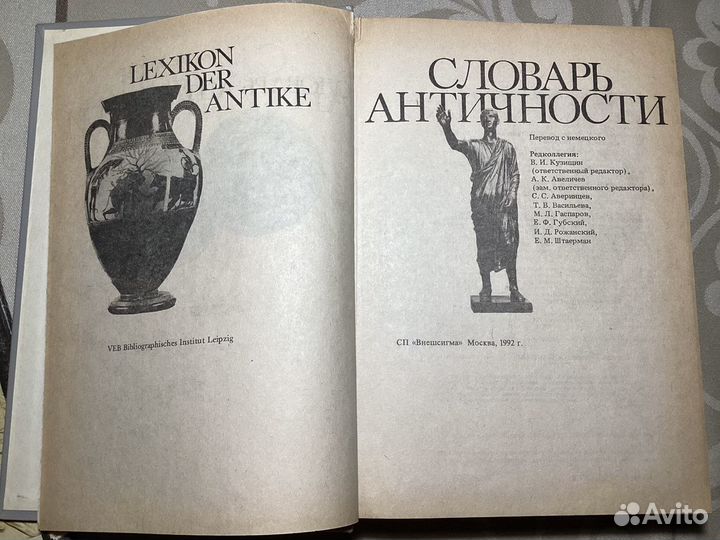 LEXIKON
DER
ANTIKE
VEB Bibliographisches Institut Leipzig
СЛОВАРЬ
АНТИЧНОСТИ
Перевод с немецкого
Редколлегия:
В. И. Кузищин
(ответственный редактор),
А. К. Авеличев
(зам. ответственного редактора),
С. С. Аверинцев,
Т. В. Васильева,
М. Л. Гаспаров,
Е. Ф. Губский,
И. Д. Рожанский,
Е. М. Штаерман
СП «Внешсигма» Москва, 1992 г.
Avito